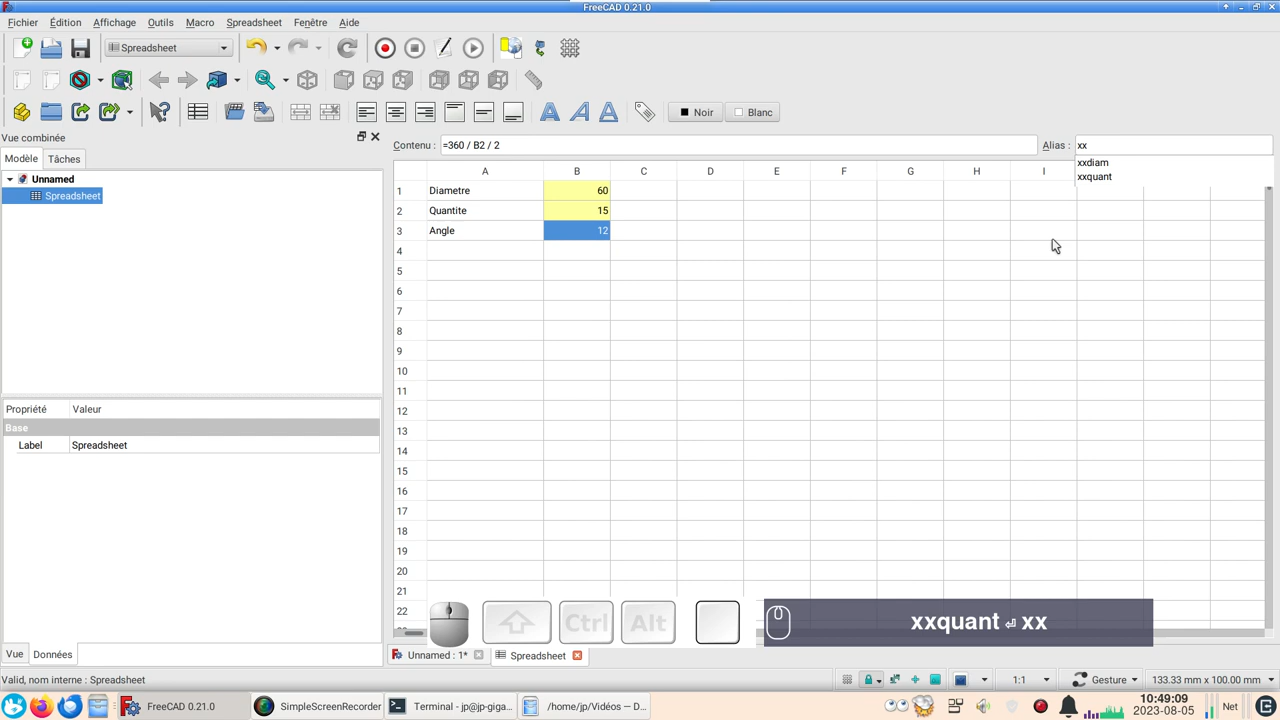 FreeCAD 0.21.0
Fichier Édition Affichage Outils Macro Spreadsheet Fenêtre Aide
Spreadsheet
Noir Blanc
Vue combinée
Contenu : =360 / B2 / 2 Alias : xx
Modèle Tâches
xxdiam
xxquant
Unnamed
Spreadsheet
A B C D E F G H I
1 Diametre 60
2 Quantite 15
3 Angle 12
4
5
6
7
8
9
10
11
12
13
14
15
16
17
18
19
20
21
22
Propriété Valeur
Base
Label Spreadsheet
Ctrl Alt
xxquant ⏎ xx
Vue Données
Unnamed : 1* Spreadsheet
Valid, nom interne : Spreadsheet 1:1 Gesture 133.33 mm x 100.00 mm
FreeCAD 0.21.0 SimpleScreenRecorder Terminal - jp@jp-giga... /home/jp/Vidéos — D... Net 10:49:09
2023-08-05